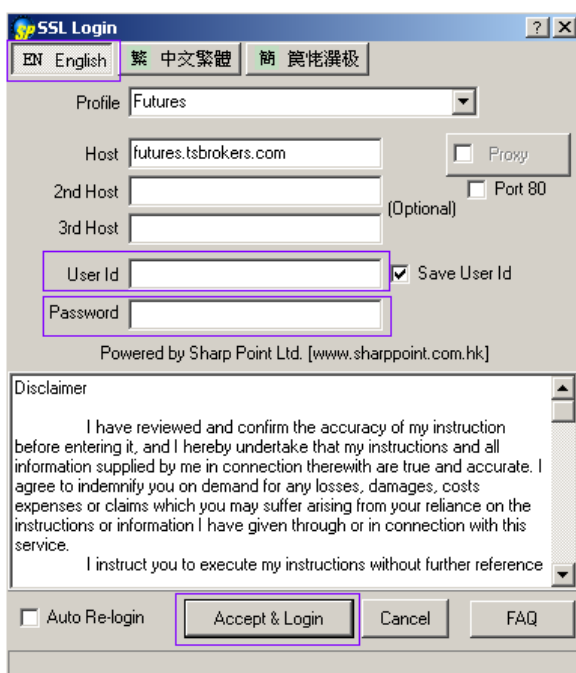 SSL Login
EN English 繁 中文繁體 簡 筧恅潠极
Profile Futures
Host futures.tsbrokers.com Proxy
2nd Host Port 80
(Optional)
3rd Host
User Id Save User Id
Password
Powered by Sharp Point Ltd. [www.sharppoint.com.hk]
Disclaimer
I have reviewed and confirm the accuracy of my instruction
before entering it, and I hereby undertake that my instructions and all
information supplied by me in connection therewith are true and accurate. I
agree to indemnify you on demand for any losses, damages, costs
expenses or claims which you may suffer arising from your reliance on the
instructions or information I have given through or in connection with this
service.
I instruct you to execute my instructions without further reference
Auto Re-login Accept & Login Cancel FAQ